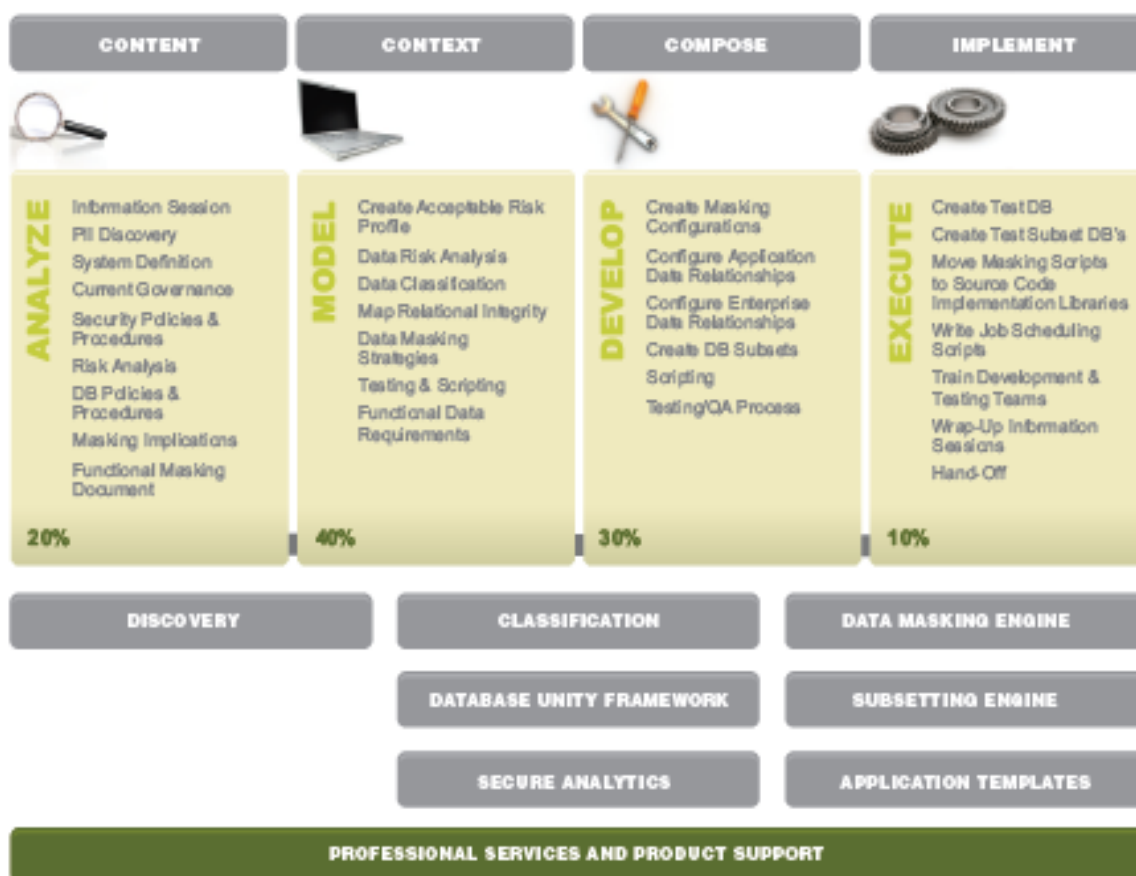 CONTENT
CONTEXT
COMPOSE
IMPLEMENT
ANALYZE
Information Session
PII Discovery
System Definition
Current Governance
Security Policies &
Procedures
Risk Analysis
DB Policies &
Procedures
Masking Implications
Functional Masking
Document
20%
MODEL
Create Acceptable Risk
Profile
Data Risk Analysis
Data Classification
Map Relational Integrity
Data Masking
Strategies
Testing & Scripting
Functional Data
Requirements
40%
DEVELOP
Create Masking
Configurations
Configure Application
Data Relationships
Configure Enterprise
Data Relationships
Create DB Subsets
Scripting
Testing/QA Process
30%
EXECUTE
Create Test DB
Create Test Subset DB's
Move Masking Scripts
to Source Code
Implementation Libraries
Write Job Scheduling
Scripts
Train Development &
Testing Teams
Wrap-Up Information
Sessions
Hand-Off
10%
DISCOVERY
CLASSIFICATION
DATA MASKING ENGINE
DATABASE UNITY FRAMEWORK
SUBSETTING ENGINE
SECURE ANALYTICS
APPLICATION TEMPLATES
PROFESSIONAL SERVICES AND PRODUCT SUPPORT